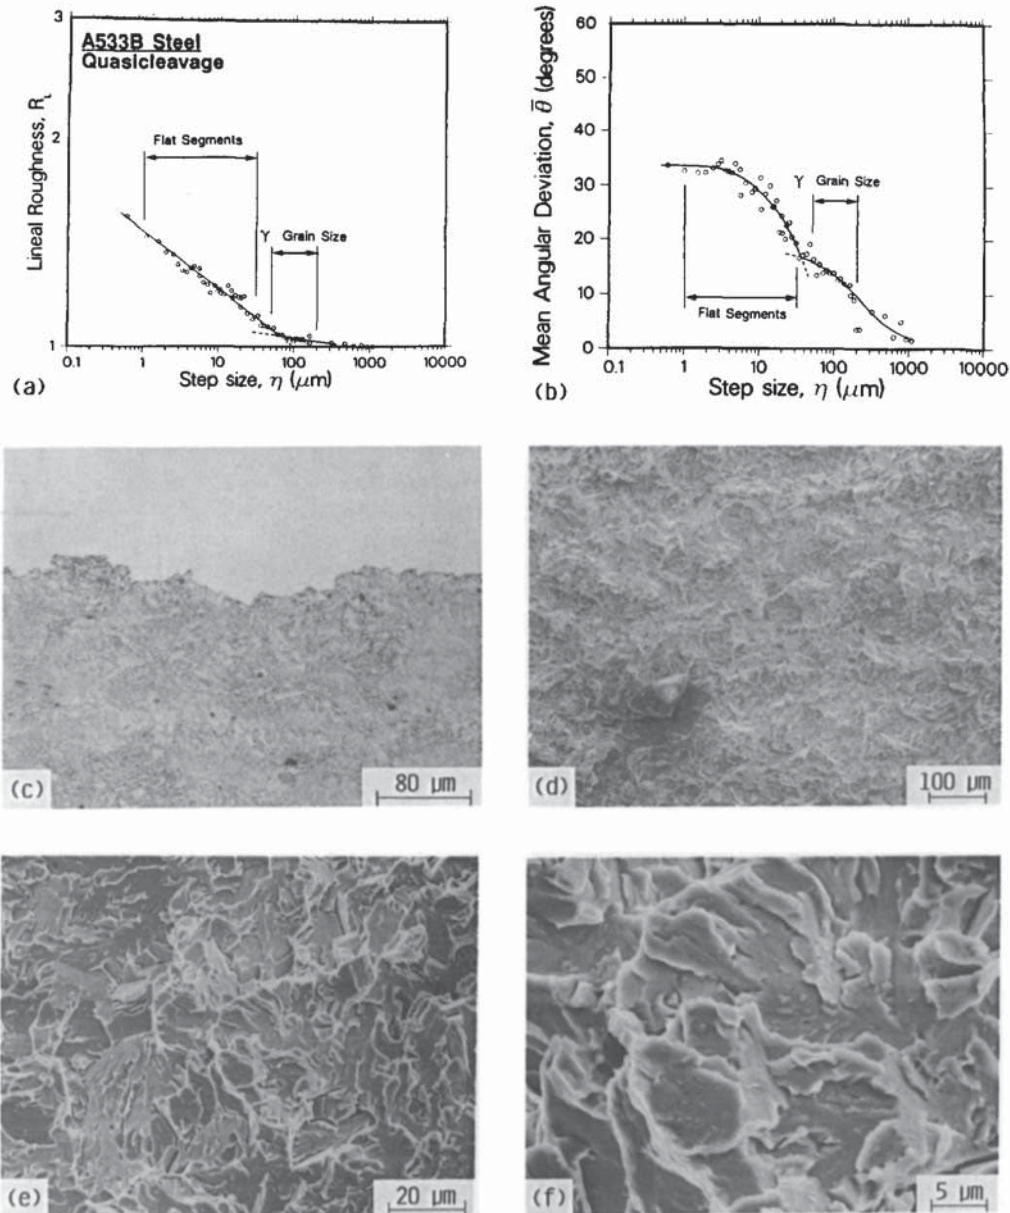 3
A533B Steel
Quasicleavage
Lineal Roughness, R_L
2
Flat Segments
γ Grain Size
1
0.1 1 10 100 1000 10000
(a)
Step size, η (μm)
60
50
40
30
20
10
0
Mean Angular Deviation, θ̄ (degrees)
γ Grain Size
Flat Segments
0.1 1 10 100 1000 10000
(b)
Step size, η (μm)
(c)
80 μm
(d)
100 μm
(e)
20 μm
(f)
5 μm